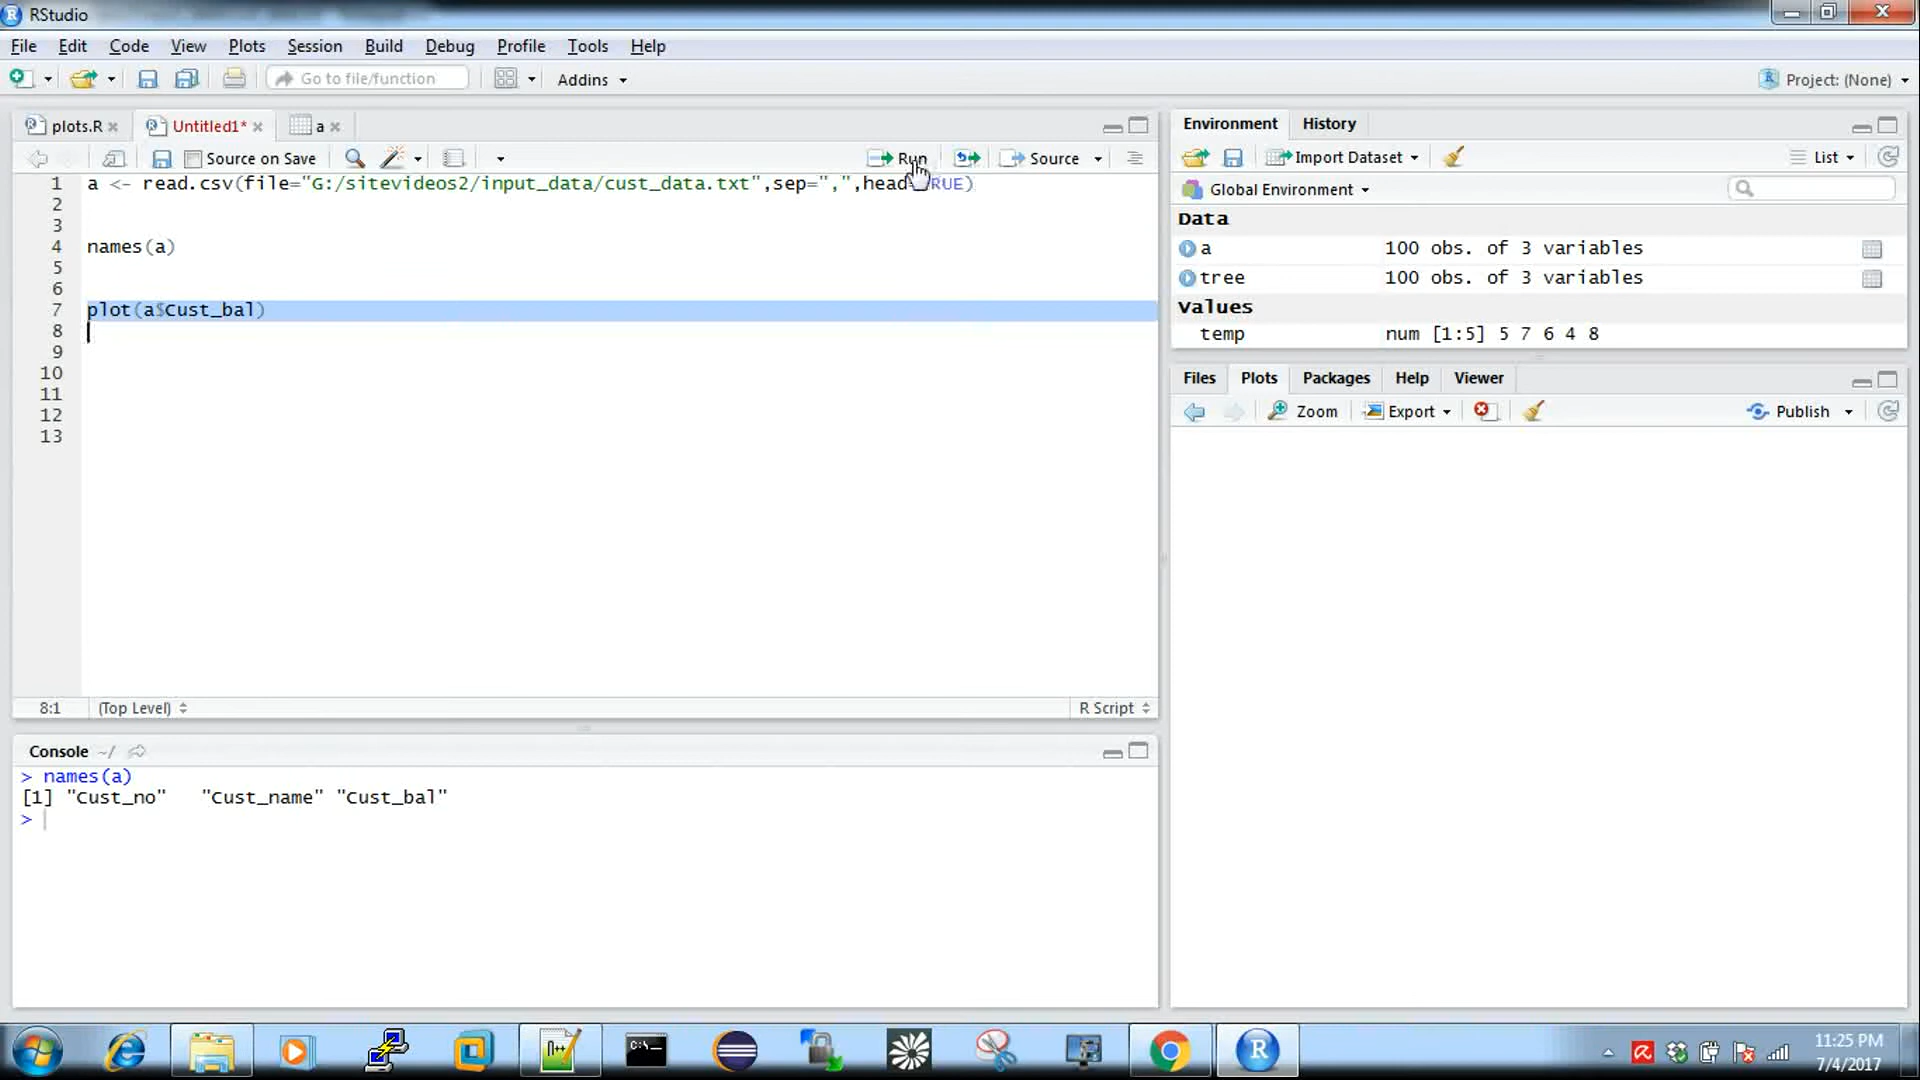 RStudio
File Edit Code View Plots Session Build Debug Profile Tools Help
Go to file/function Addins Project: (None)
plots.R Untitled1* a
Source on Save Run Source
1 a <- read.csv(file="G:/sitevideos2/input_data/cust_data.txt",sep=",",head RUE)
2
3
4 names(a)
5
6
7 plot(a$Cust_bal)
8
9
10
11
12
13
8:1 (Top Level) R Script
Console ~/
> names(a)
[1] "Cust_no" "Cust_name" "Cust_bal"
>
Environment History
Import Dataset List
Global Environment
Data
a 100 obs. of 3 variables
tree 100 obs. of 3 variables
Values
temp num [1:5] 5 7 6 4 8
Files Plots Packages Help Viewer
Zoom Export Publish
11:25 PM
7/4/2017